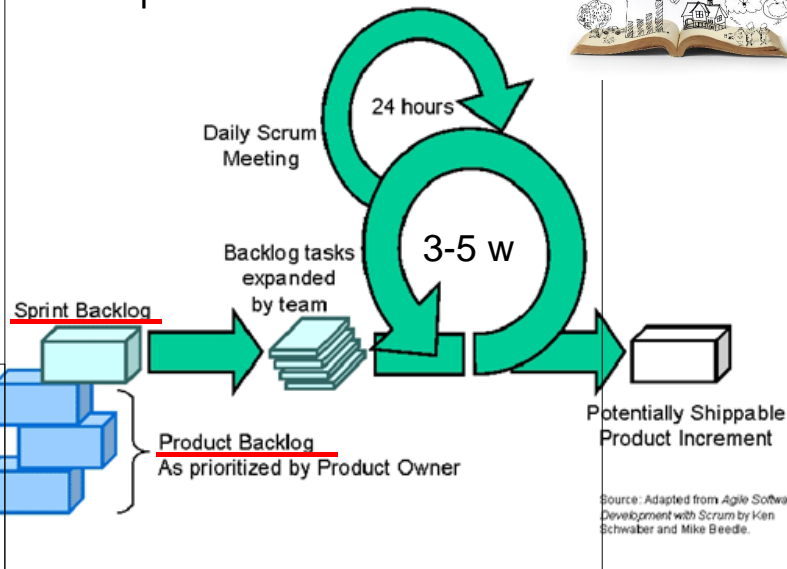 24 hours
Daily Scrum
Meeting
3-5 w
Backlog tasks
expanded
by team
Sprint Backlog
Potentially Shippable
Product Increment
Product Backlog
As prioritized by Product Owner
Source: Adapted from Agile Softwa
Development with Scrum by Ken
Schwaber and Mike Beedle.